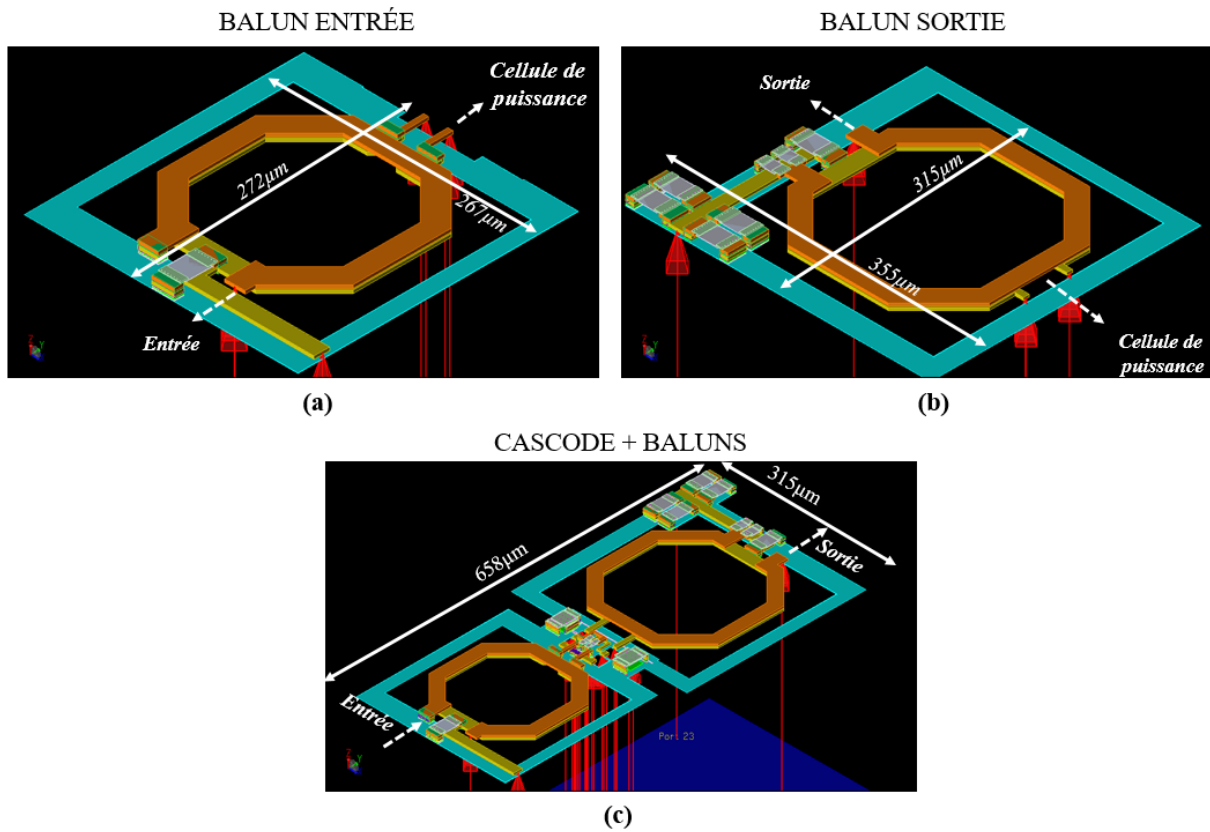 BALUN ENTRÉE
BALUN SORTIE
Cellule de
puissance
272µm
267µm
Entrée
Z
Y
(a)
Sortie
315µm
355µm
Cellule de
puissance
Z
Y
(b)
CASCODE + BALUNS
315µm
658µm
Sortie
Entrée
Port 23
Z
Y
(c)